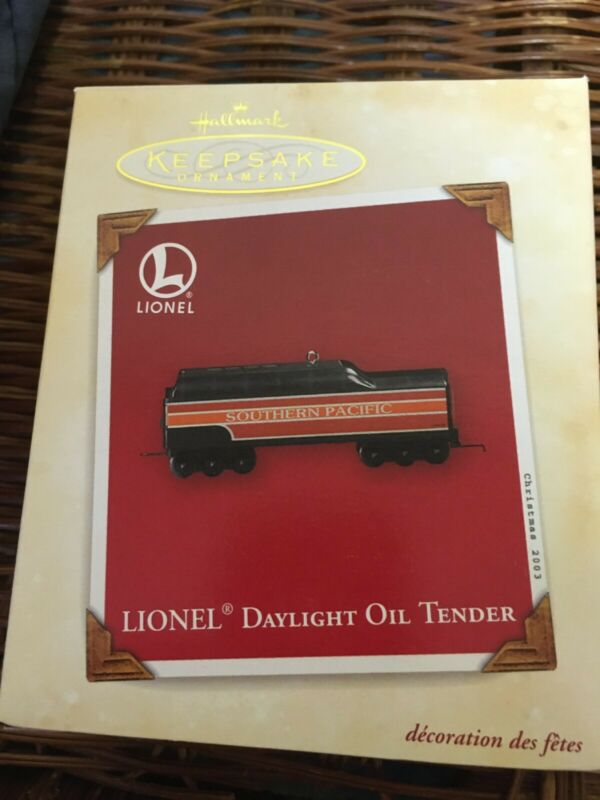 Hallmark
KEEPSAKE
ORNAMENT
L
LIONEL®
SOUTHERN PACIFIC
Christmas 2003
LIONEL® DAYLIGHT OIL TENDER
décoration des fêtes